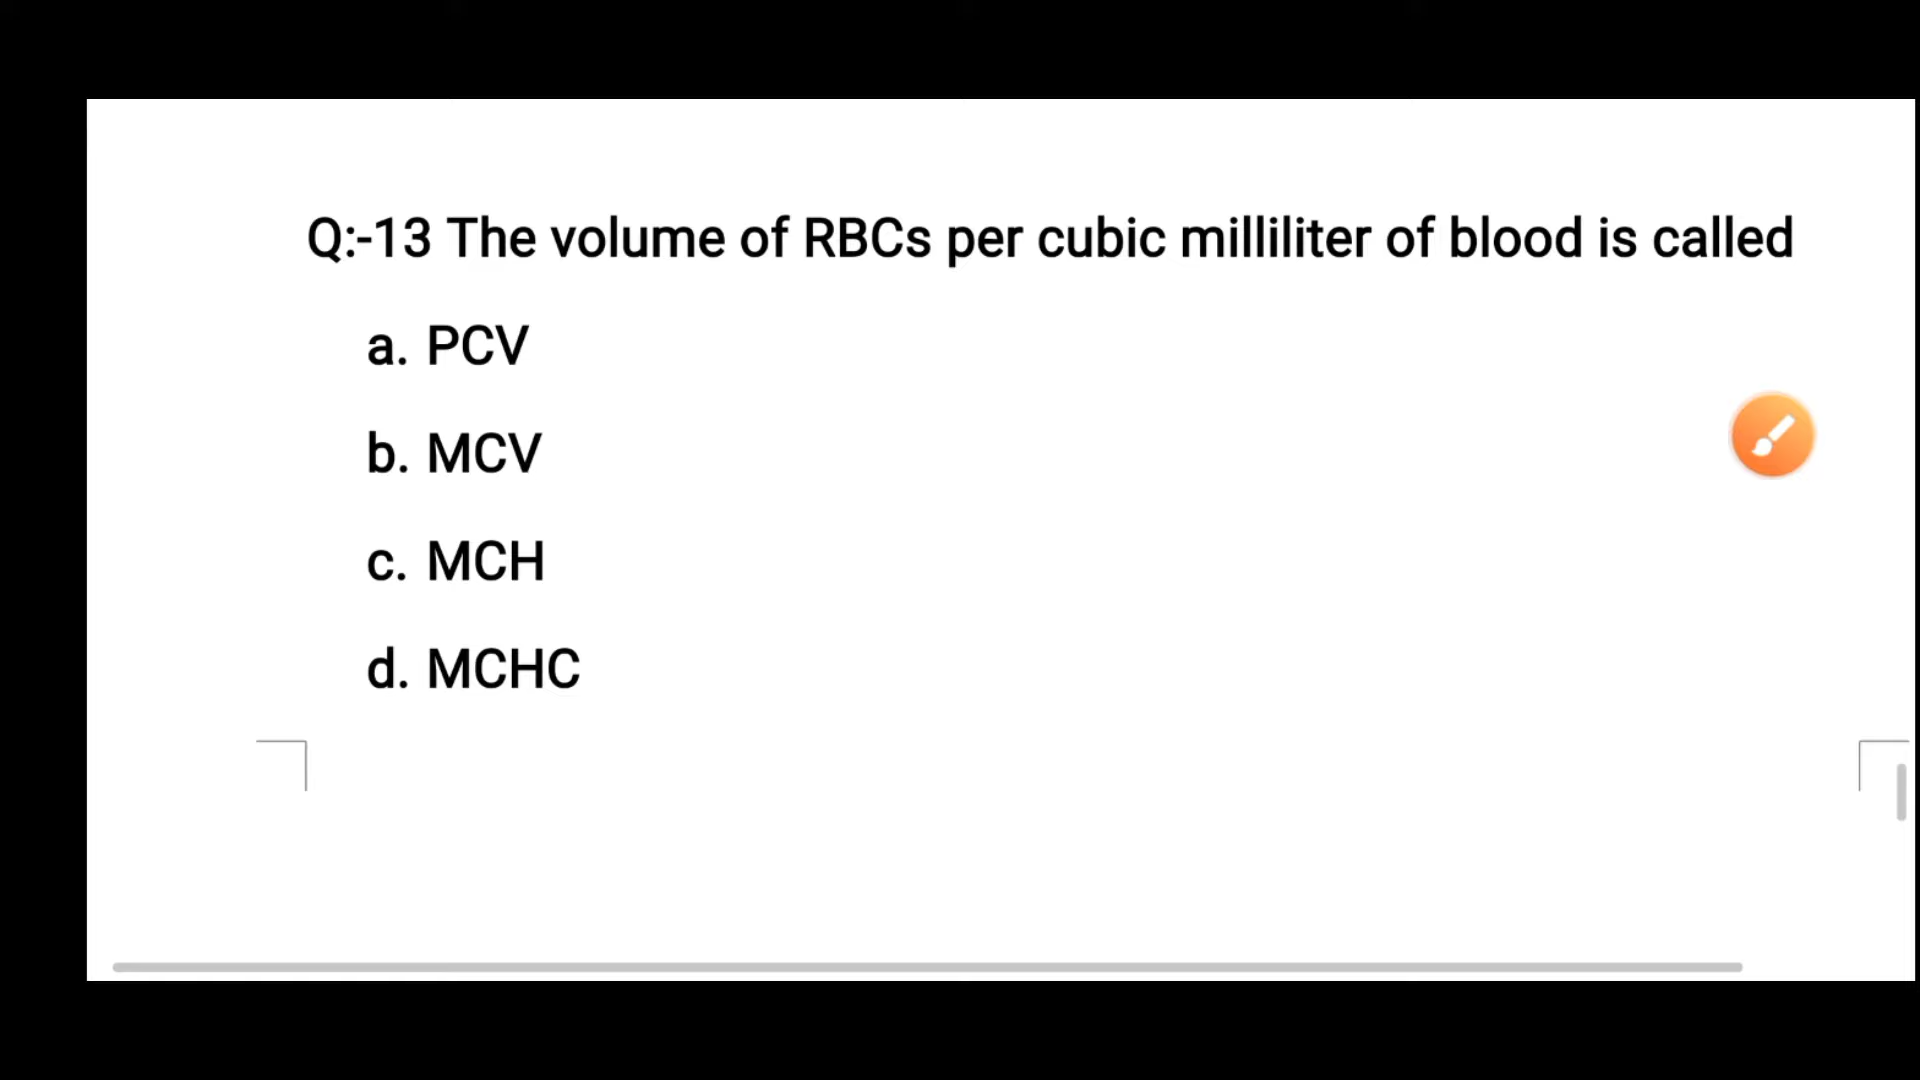 Q:-13 The volume of RBCs per cubic milliliter of blood is called
a. PCV
b. MCV
c. MCH
d. MCHC